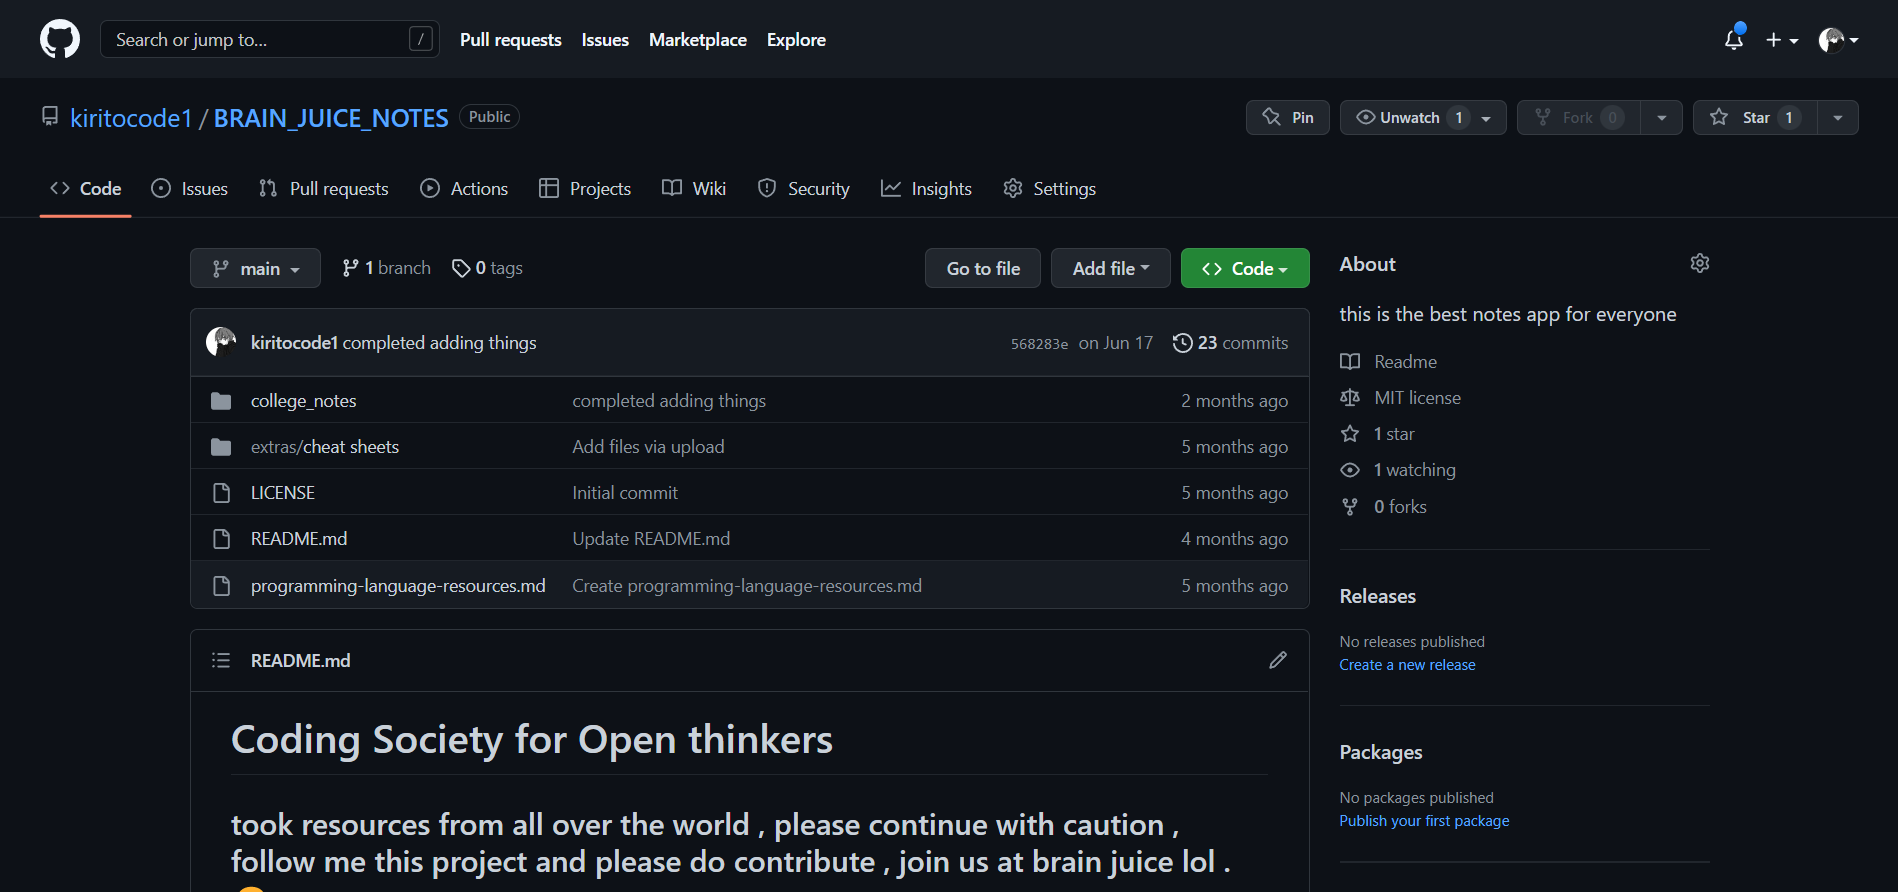 Search or jump to... /
Pull requests Issues Marketplace Explore
kiritocode1 / BRAIN_JUICE_NOTES Public
Pin Unwatch 1 Fork 0 Star 1
Code Issues Pull requests Actions Projects Wiki Security Insights Settings
main 1 branch 0 tags Go to file Add file Code
kiritocode1 completed adding things 568283e on Jun 17 23 commits
college_notes completed adding things 2 months ago
extras/cheat sheets Add files via upload 5 months ago
LICENSE Initial commit 5 months ago
README.md Update README.md 4 months ago
programming-language-resources.md Create programming-language-resources.md 5 months ago
README.md
Coding Society for Open thinkers
took resources from all over the world , please continue with caution ,
follow me this project and please do contribute , join us at brain juice lol .
About
this is the best notes app for everyone
Readme
MIT license
1 star
1 watching
0 forks
Releases
No releases published
Create a new release
Packages
No packages published
Publish your first package